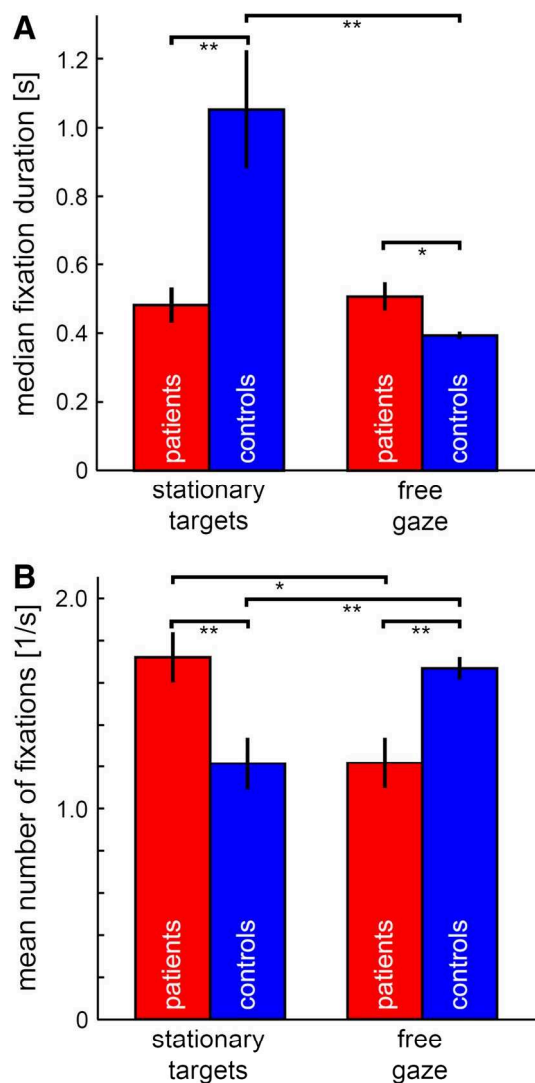 A
median fixation duration [s]
1.2
1.0
0.8
0.6
0.4
0.2
0
**
**
*
patients
controls
patients
controls
stationary
targets
free
gaze
B
mean number of fixations [1/s]
2.0
1.0
0
*
**
**
**
patients
controls
patients
controls
stationary
targets
free
gaze